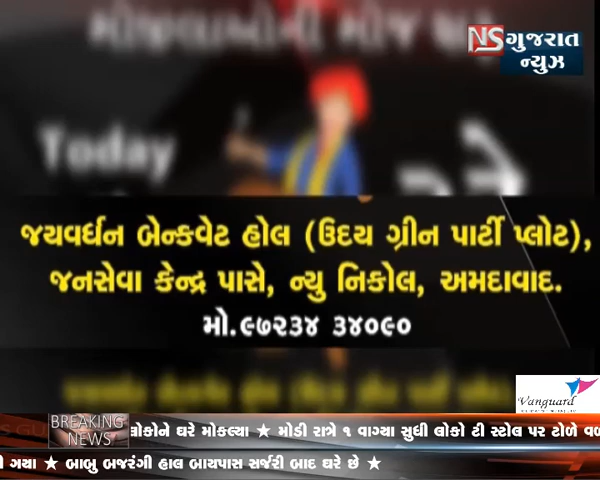 NS ગુજરાત
ન્યુઝ
Today
જયવર્ધન બેન્કવેટ હોલ (ઉદય ગ્રીન પાર્ટી પ્લોટ),
જનસેવા કેન્દ્ર પાસે, ન્યુ નિકોલ, અમદાવાદ.
મો.૯૭૨૩૪ ૩૪૦૯૦
Vanguard
BREAKING
NEWS
લોકોને ઘરે મોકલ્યા ★ મોડી રાત્રે ૧ વાગ્યા સુધી લોકો ટી સ્ટોલ પર ટોળે વળ
ગયા ★ બાબુ બજરંગી હાલ બાયપાસ સર્જરી બાદ ઘરે છે ★